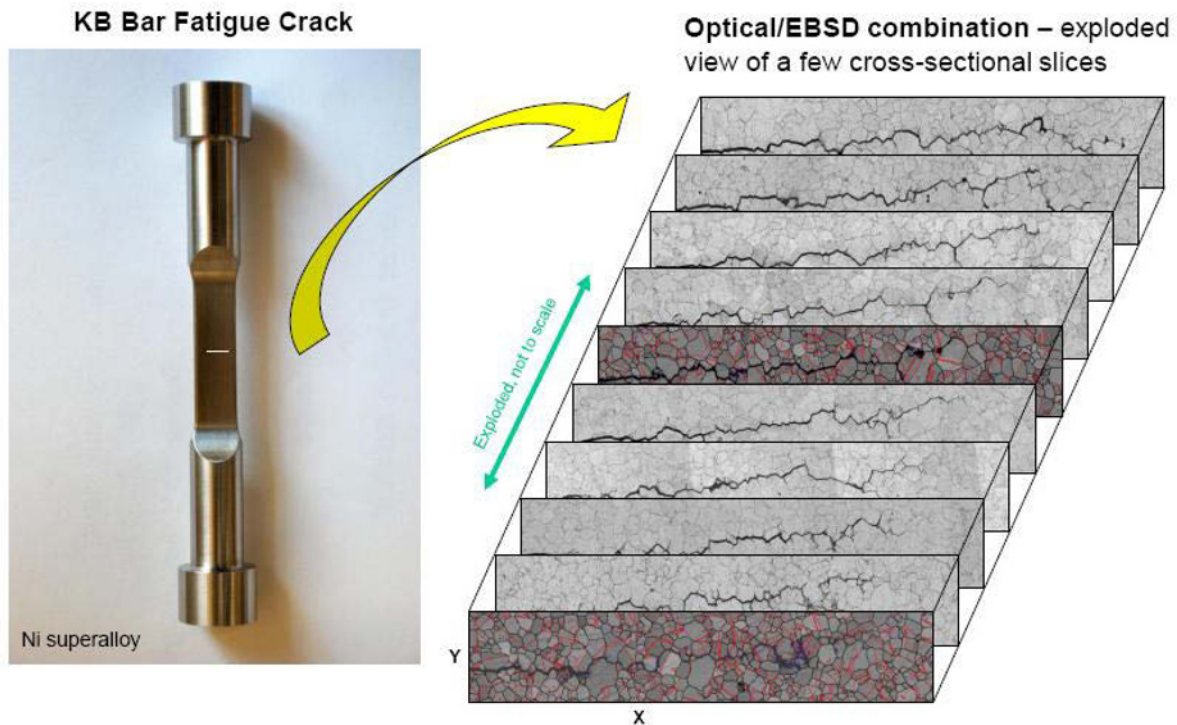 KB Bar Fatigue Crack
Optical/EBSD combination – exploded
view of a few cross-sectional slices
Exploded, not to scale
Ni superalloy
Y
X